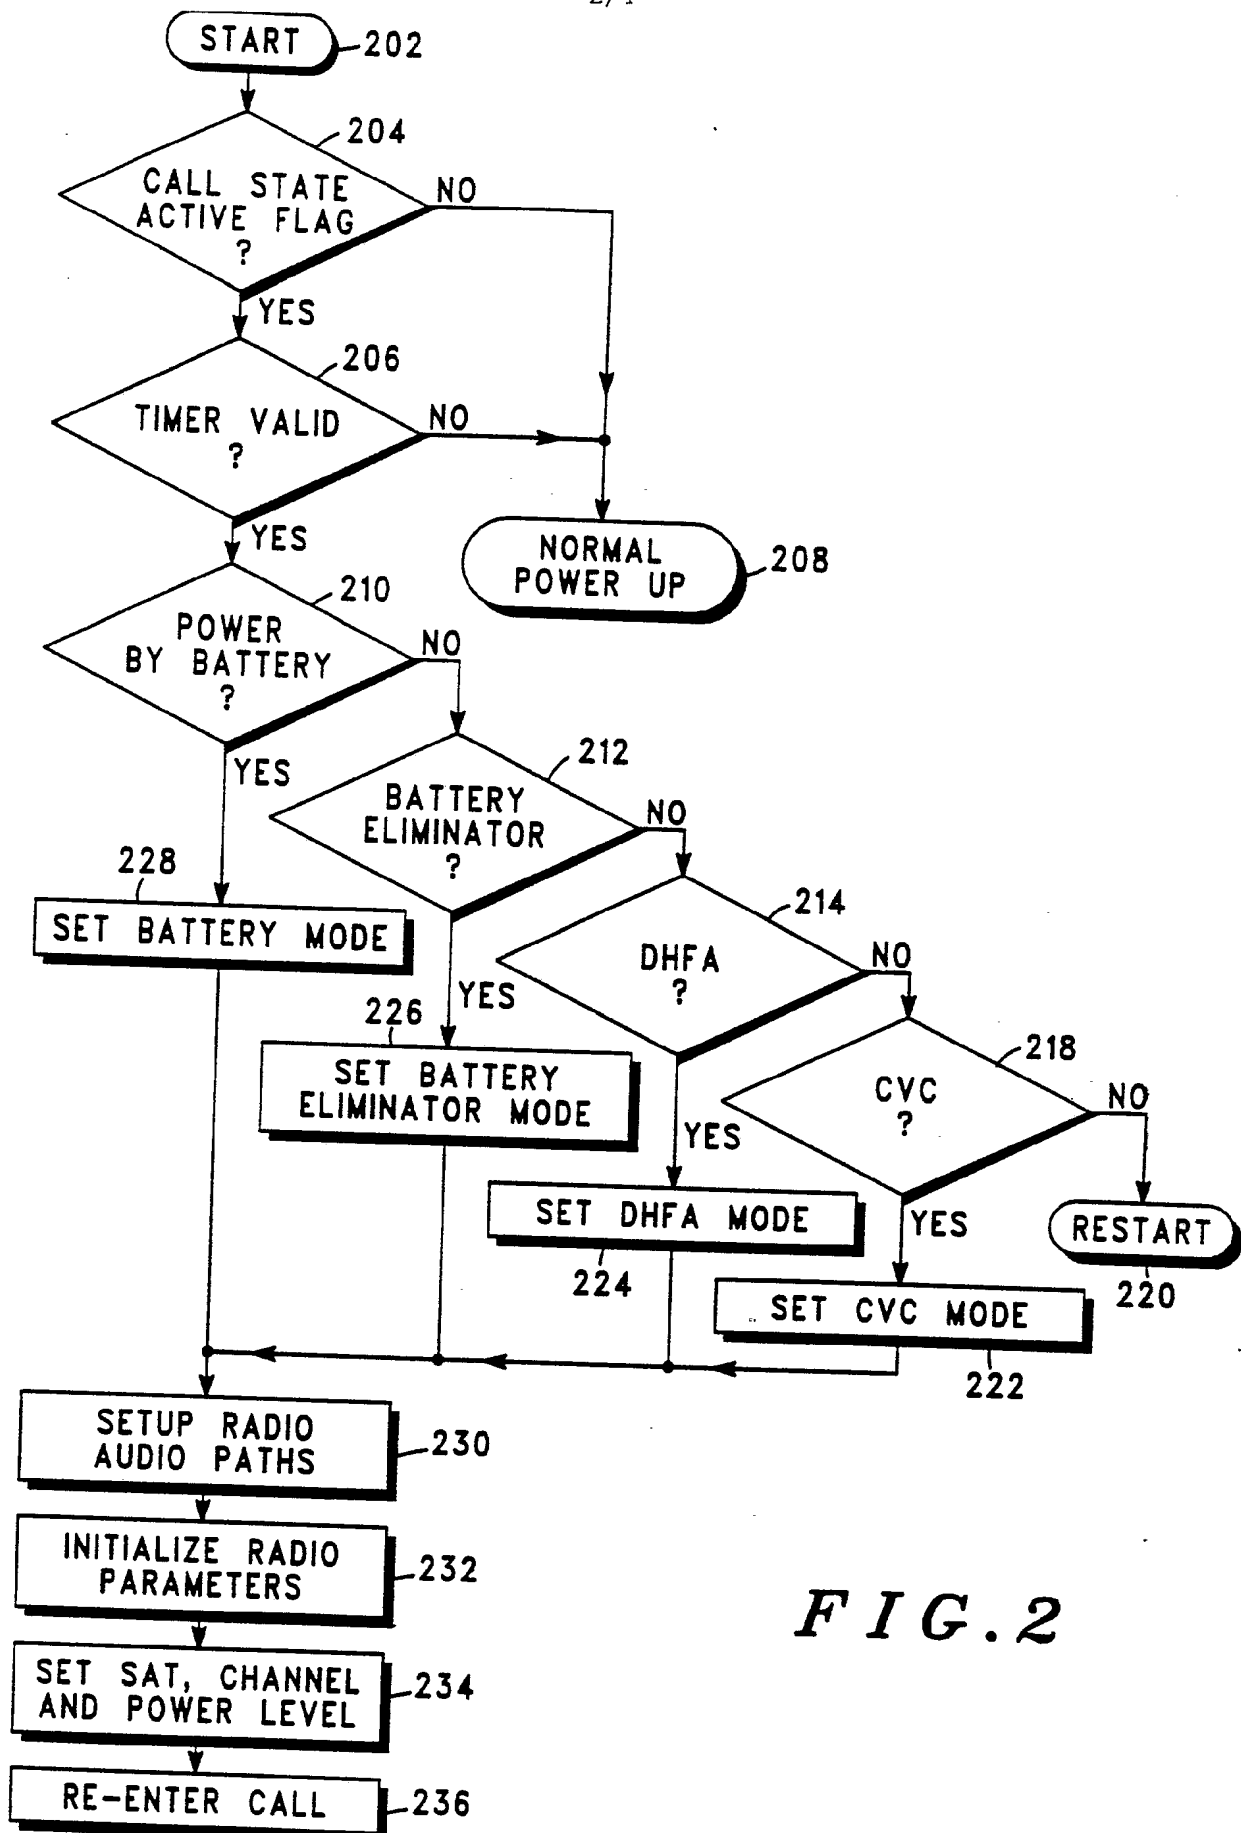 START
202
204
CALL STATE
ACTIVE FLAG
?
NO
YES
206
TIMER VALID
?
NO
YES
NORMAL
POWER UP
208
210
POWER
BY BATTERY
?
NO
YES
212
BATTERY
ELIMINATOR
?
NO
YES
228
SET BATTERY MODE
214
DHFA
?
NO
YES
226
SET BATTERY
ELIMINATOR MODE
218
CVC
?
NO
YES
SET DHFA MODE
224
RESTART
220
SET CVC MODE
222
SETUP RADIO
AUDIO PATHS
230
INITIALIZE RADIO
PARAMETERS
232
SET SAT, CHANNEL
AND POWER LEVEL
234
RE-ENTER CALL
236
FIG.2